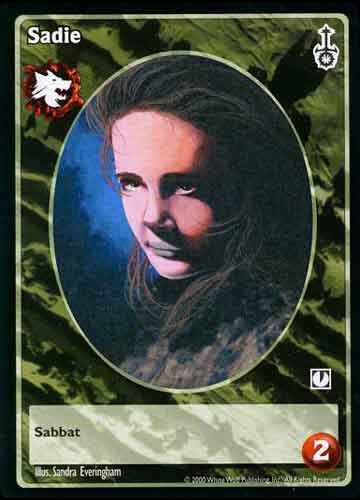 Sadie
Sabbat
2
Illus. Sandra Everingham
© 2000 White Wolf Publishing, Inc. All Rights Reserved.